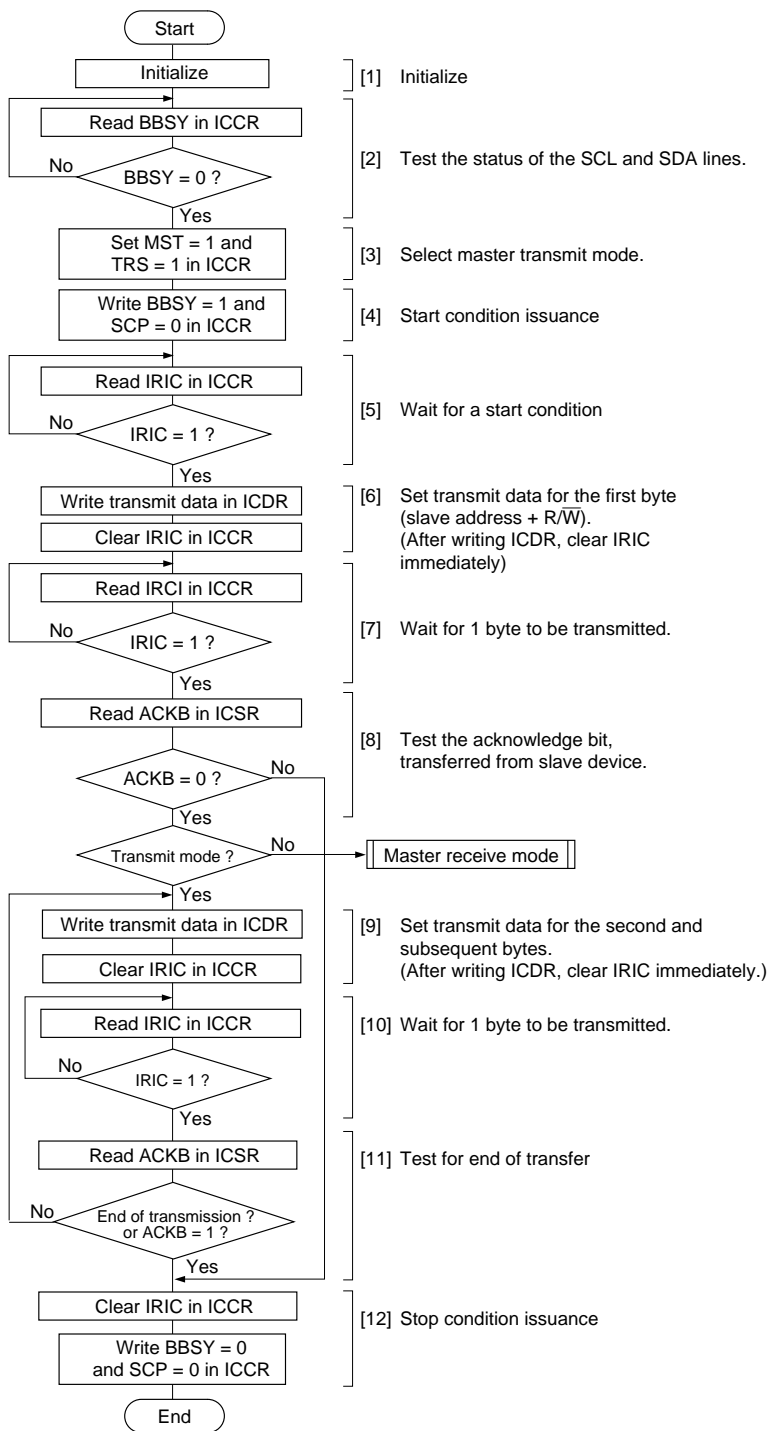 Start
Initialize
[1] Initialize
Read BBSY in ICCR
No
BBSY = 0 ?
[2] Test the status of the SCL and SDA lines.
Yes
Set MST = 1 and
TRS = 1 in ICCR
[3] Select master transmit mode.
Write BBSY = 1 and
SCP = 0 in ICCR
[4] Start condition issuance
Read IRIC in ICCR
No
IRIC = 1 ?
[5] Wait for a start condition
Yes
Write transmit data in ICDR
Clear IRIC in ICCR
[6] Set transmit data for the first byte
(slave address + R/W̅).
(After writing ICDR, clear IRIC
immediately)
Read IRCI in ICCR
No
IRIC = 1 ?
[7] Wait for 1 byte to be transmitted.
Yes
Read ACKB in ICSR
[8] Test the acknowledge bit,
transferred from slave device.
ACKB = 0 ?
No
Yes
Transmit mode ?
No
Master receive mode
Yes
Write transmit data in ICDR
Clear IRIC in ICCR
[9] Set transmit data for the second and
subsequent bytes.
(After writing ICDR, clear IRIC immediately.)
Read IRIC in ICCR
[10] Wait for 1 byte to be transmitted.
No
IRIC = 1 ?
Yes
Read ACKB in ICSR
[11] Test for end of transfer
No
End of transmission ?
or ACKB = 1 ?
Yes
Clear IRIC in ICCR
[12] Stop condition issuance
Write BBSY = 0
and SCP = 0 in ICCR
End